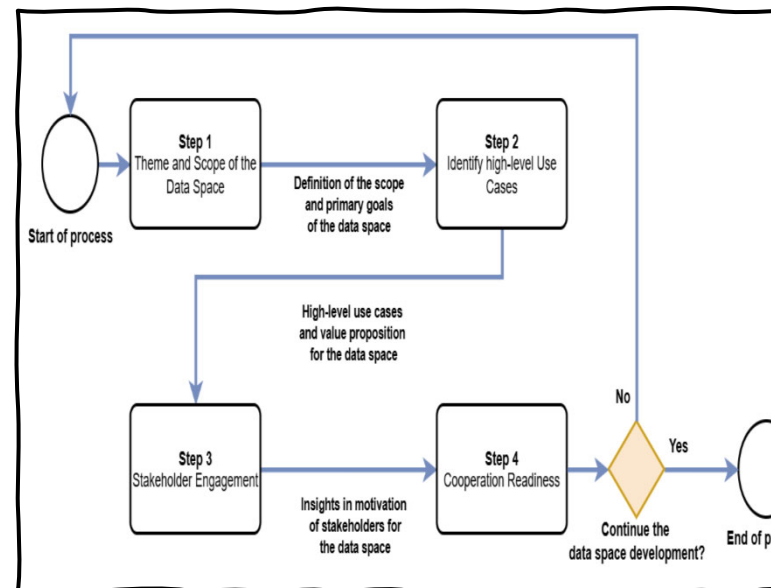 Step 1
Theme and Scope of the
Data Space
Step 2
Identify high-level Use
Cases
Definition of the scope
and primary goals
of the data space
Start of process
High-level use cases
and value proposition
for the data space
No
Yes
Step 3
Stakeholder Engagement
Step 4
Cooperation Readiness
Insights in motivation
of stakeholders for
the data space
Continue the
data space development?
End of p